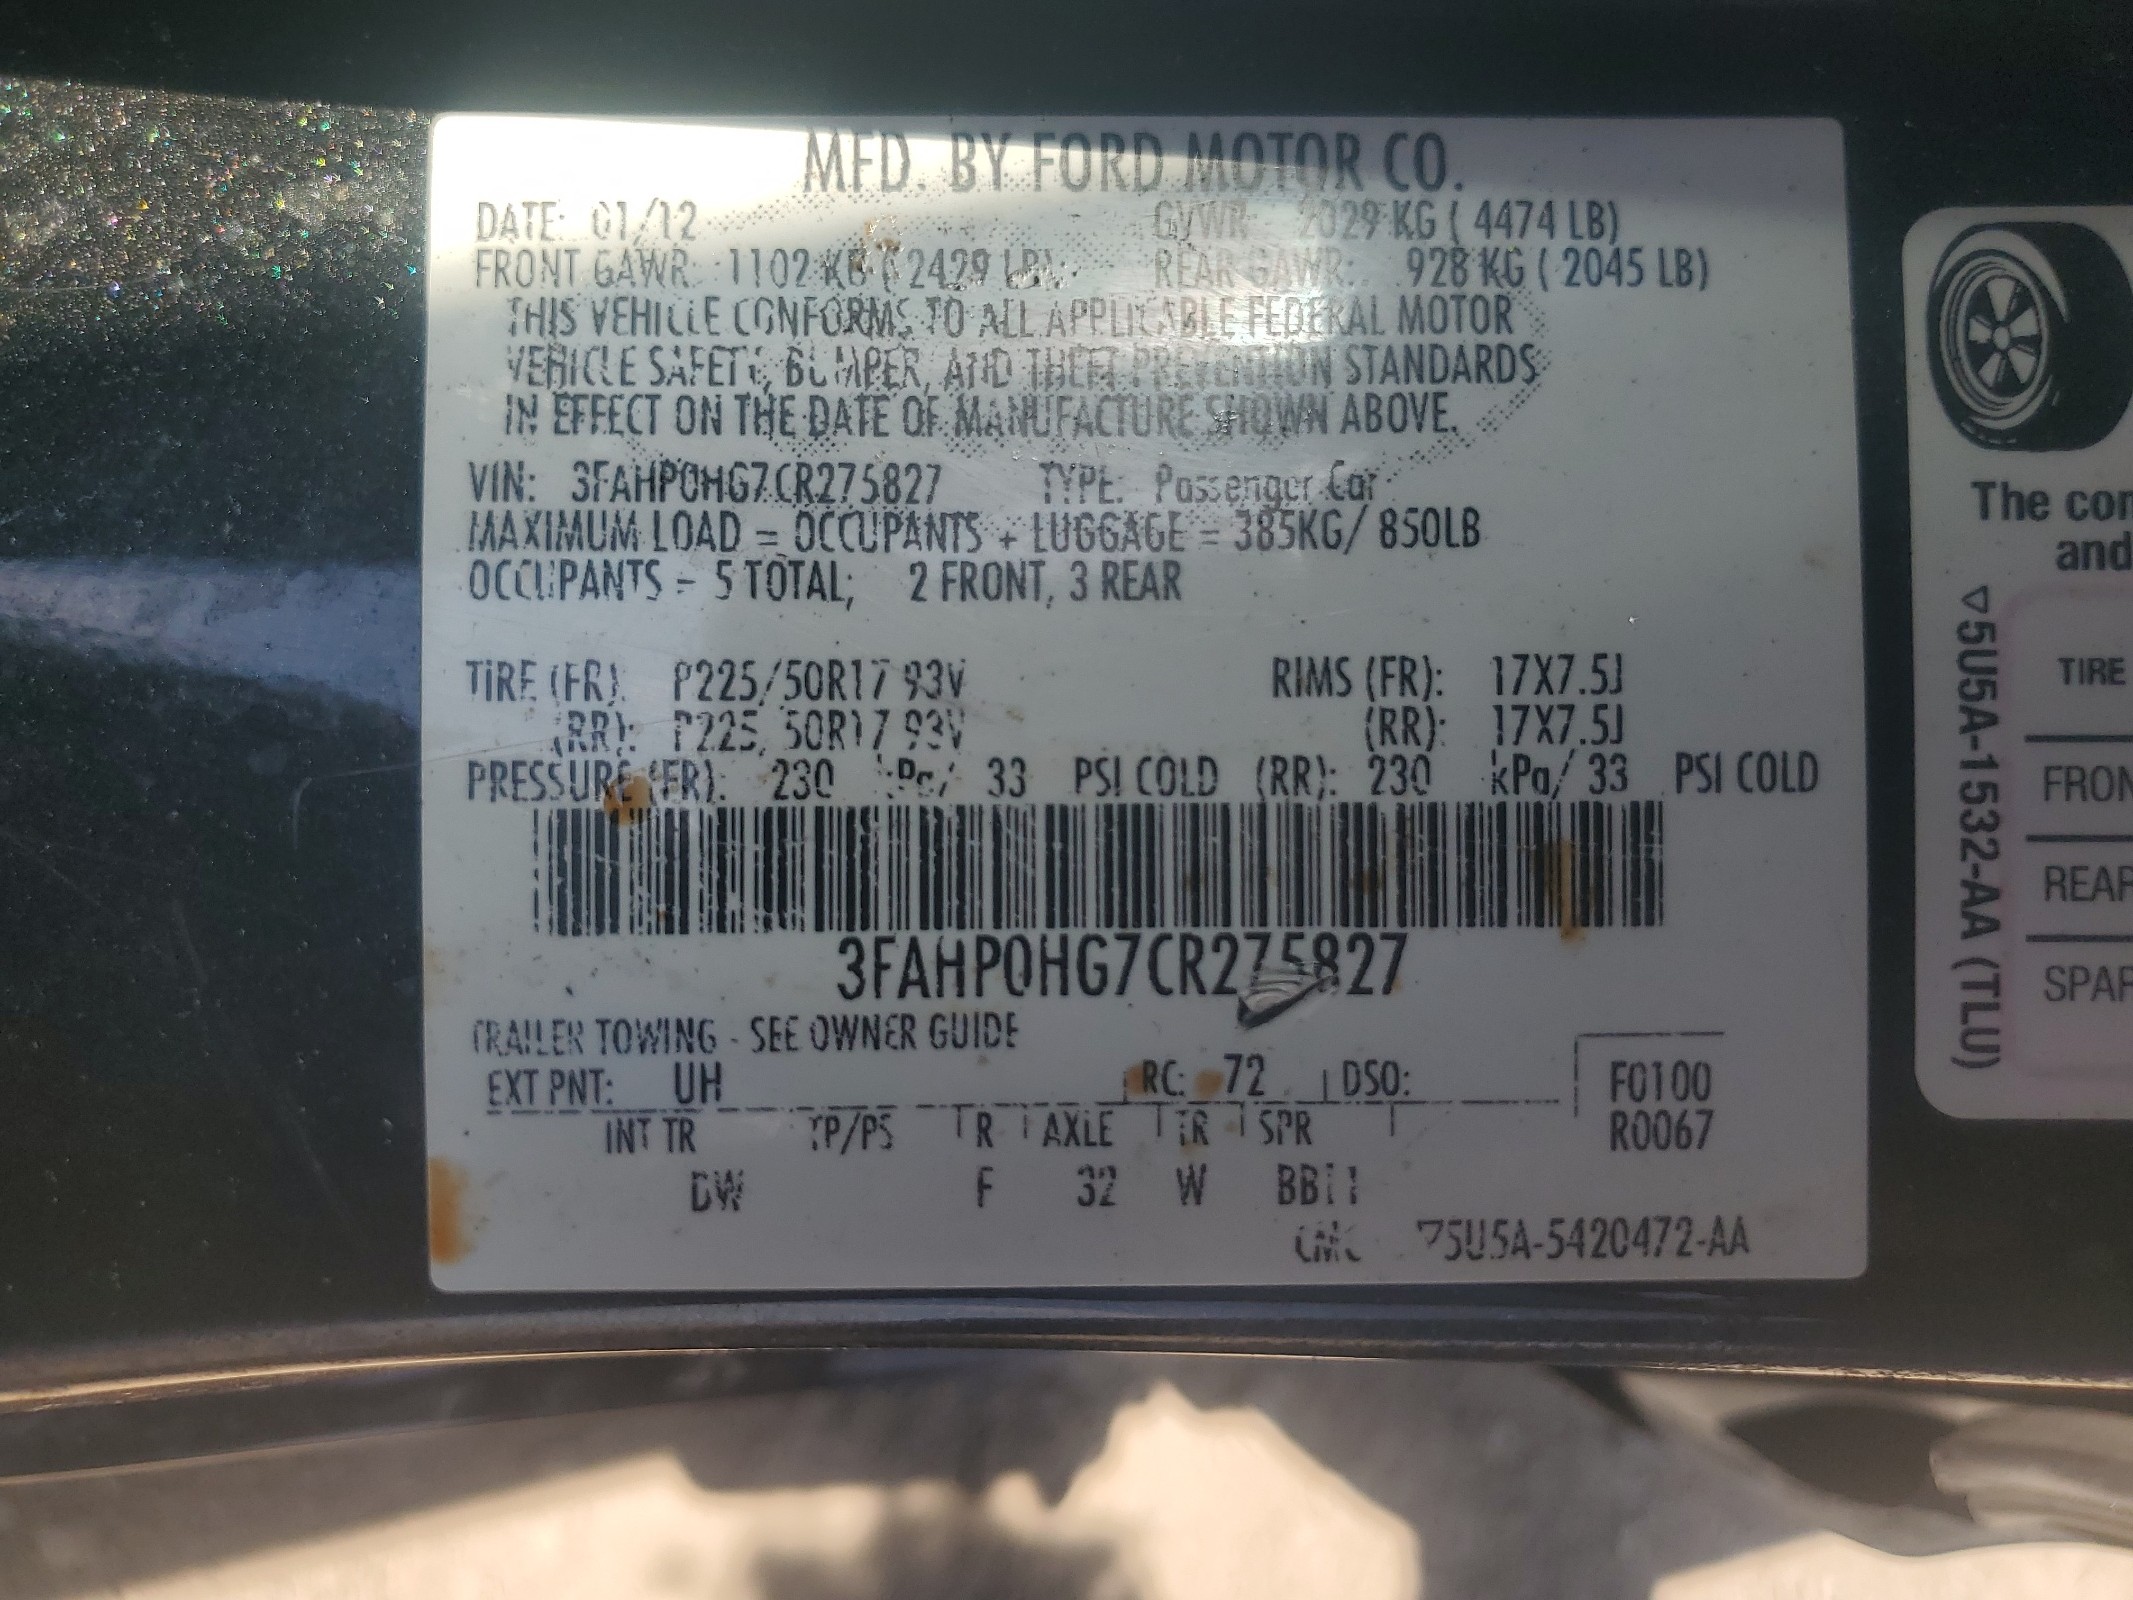 MFD. BY FORD MOTOR CO.
DATE: 01/12 GVWR: 2029 KG ( 4474 LB)
FRONT GAWR: 1102 KG ( 2429 LB) REAR GAWR: 928 KG ( 2045 LB)
THIS VEHICLE CONFORMS TO ALL APPLICABLE FEDERAL MOTOR
VEHICLE SAFETY, BUMPER, AND THEFT PREVENTION STANDARDS
IN EFFECT ON THE DATE OF MANUFACTURE SHOWN ABOVE.
VIN: 3FAHP0HG7CR275827 TYPE: Passenger Car
MAXIMUM LOAD = OCCUPANTS + LUGGAGE = 385KG/ 850LB
OCCUPANTS = 5 TOTAL; 2 FRONT, 3 REAR
TIRE (FR): P225/50R17 93V RIMS (FR): 17X7.5J
(RR): P225/50R17 93V (RR): 17X7.5J
PRESSURE (FR): 230 kPa/ 33 PSI COLD (RR): 230 kPa/ 33 PSI COLD
3FAHP0HG7CR275827
TRAILER TOWING - SEE OWNER GUIDE
EXT PNT: UH RC: 72 DSO: F0100
INT TR TP/PS R AXLE TR SPR R0067
DW F 32 W BB11
▽5U5A-5420472-AA
The
and
▽5U5A-1532-AA (TLU)
TIRE